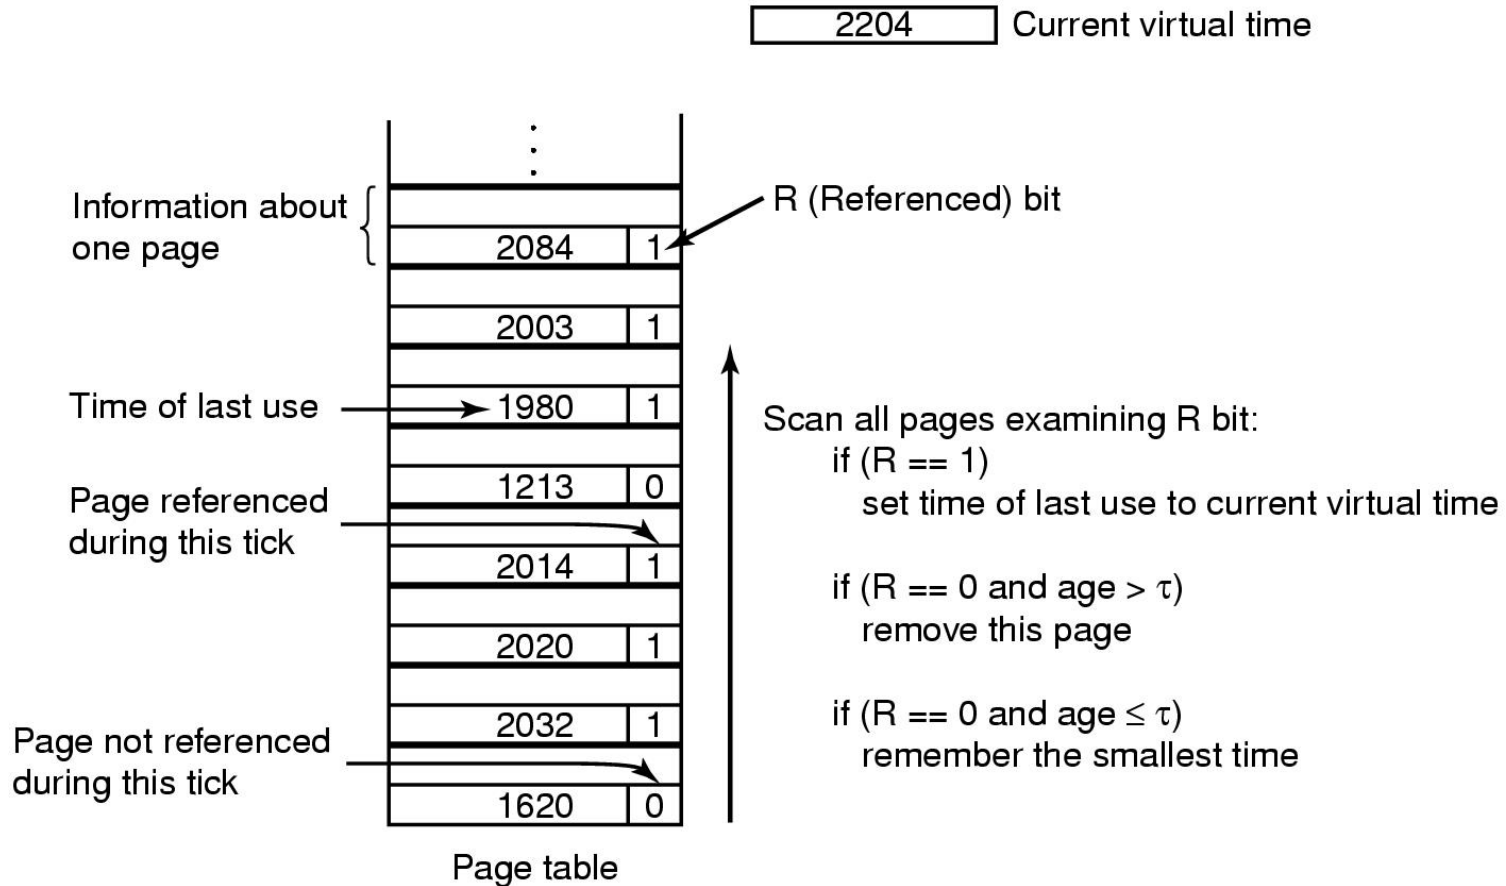 2204 Current virtual time
Information about
one page
R (Referenced) bit
2084 1
2003 1
Time of last use
1980 1
1213 0
Page referenced
during this tick
2014 1
2020 1
2032 1
Page not referenced
during this tick
1620 0
Page table
Scan all pages examining R bit:
if (R == 1)
set time of last use to current virtual time
if (R == 0 and age > τ)
remove this page
if (R == 0 and age ≤ τ)
remember the smallest time